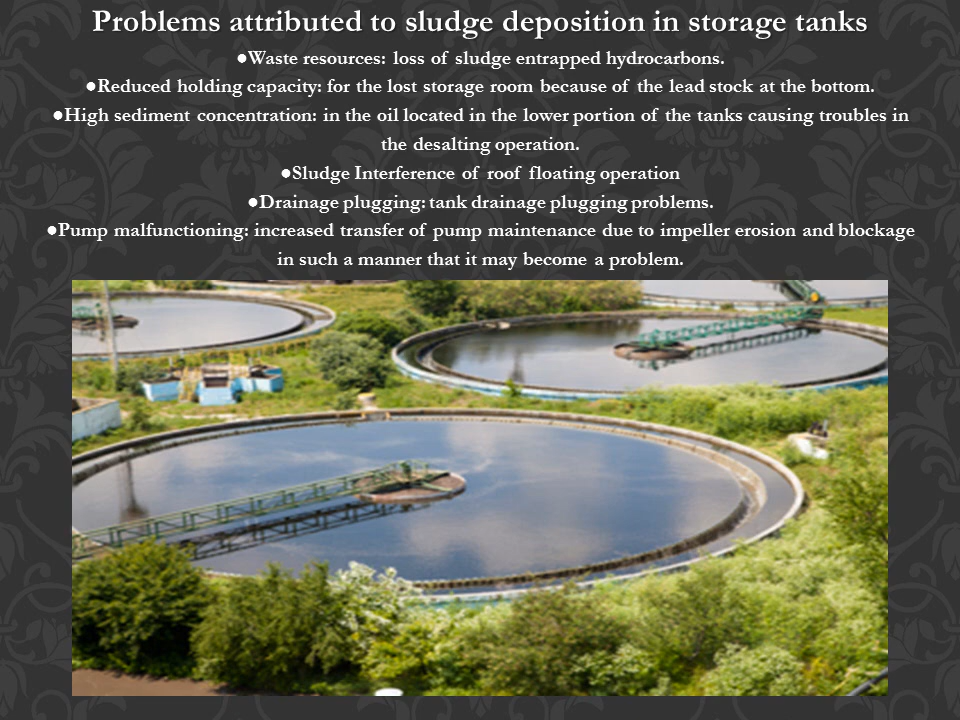 Problems attributed to sludge deposition in storage tanks
●Waste resources: loss of sludge entrapped hydrocarbons.
●Reduced holding capacity: for the lost storage room because of the lead stock at the bottom.
●High sediment concentration: in the oil located in the lower portion of the tanks causing troubles in
the desalting operation.
●Sludge Interference of roof floating operation
●Drainage plugging: tank drainage plugging problems.
●Pump malfunctioning: increased transfer of pump maintenance due to impeller erosion and blockage
in such a manner that it may become a problem.